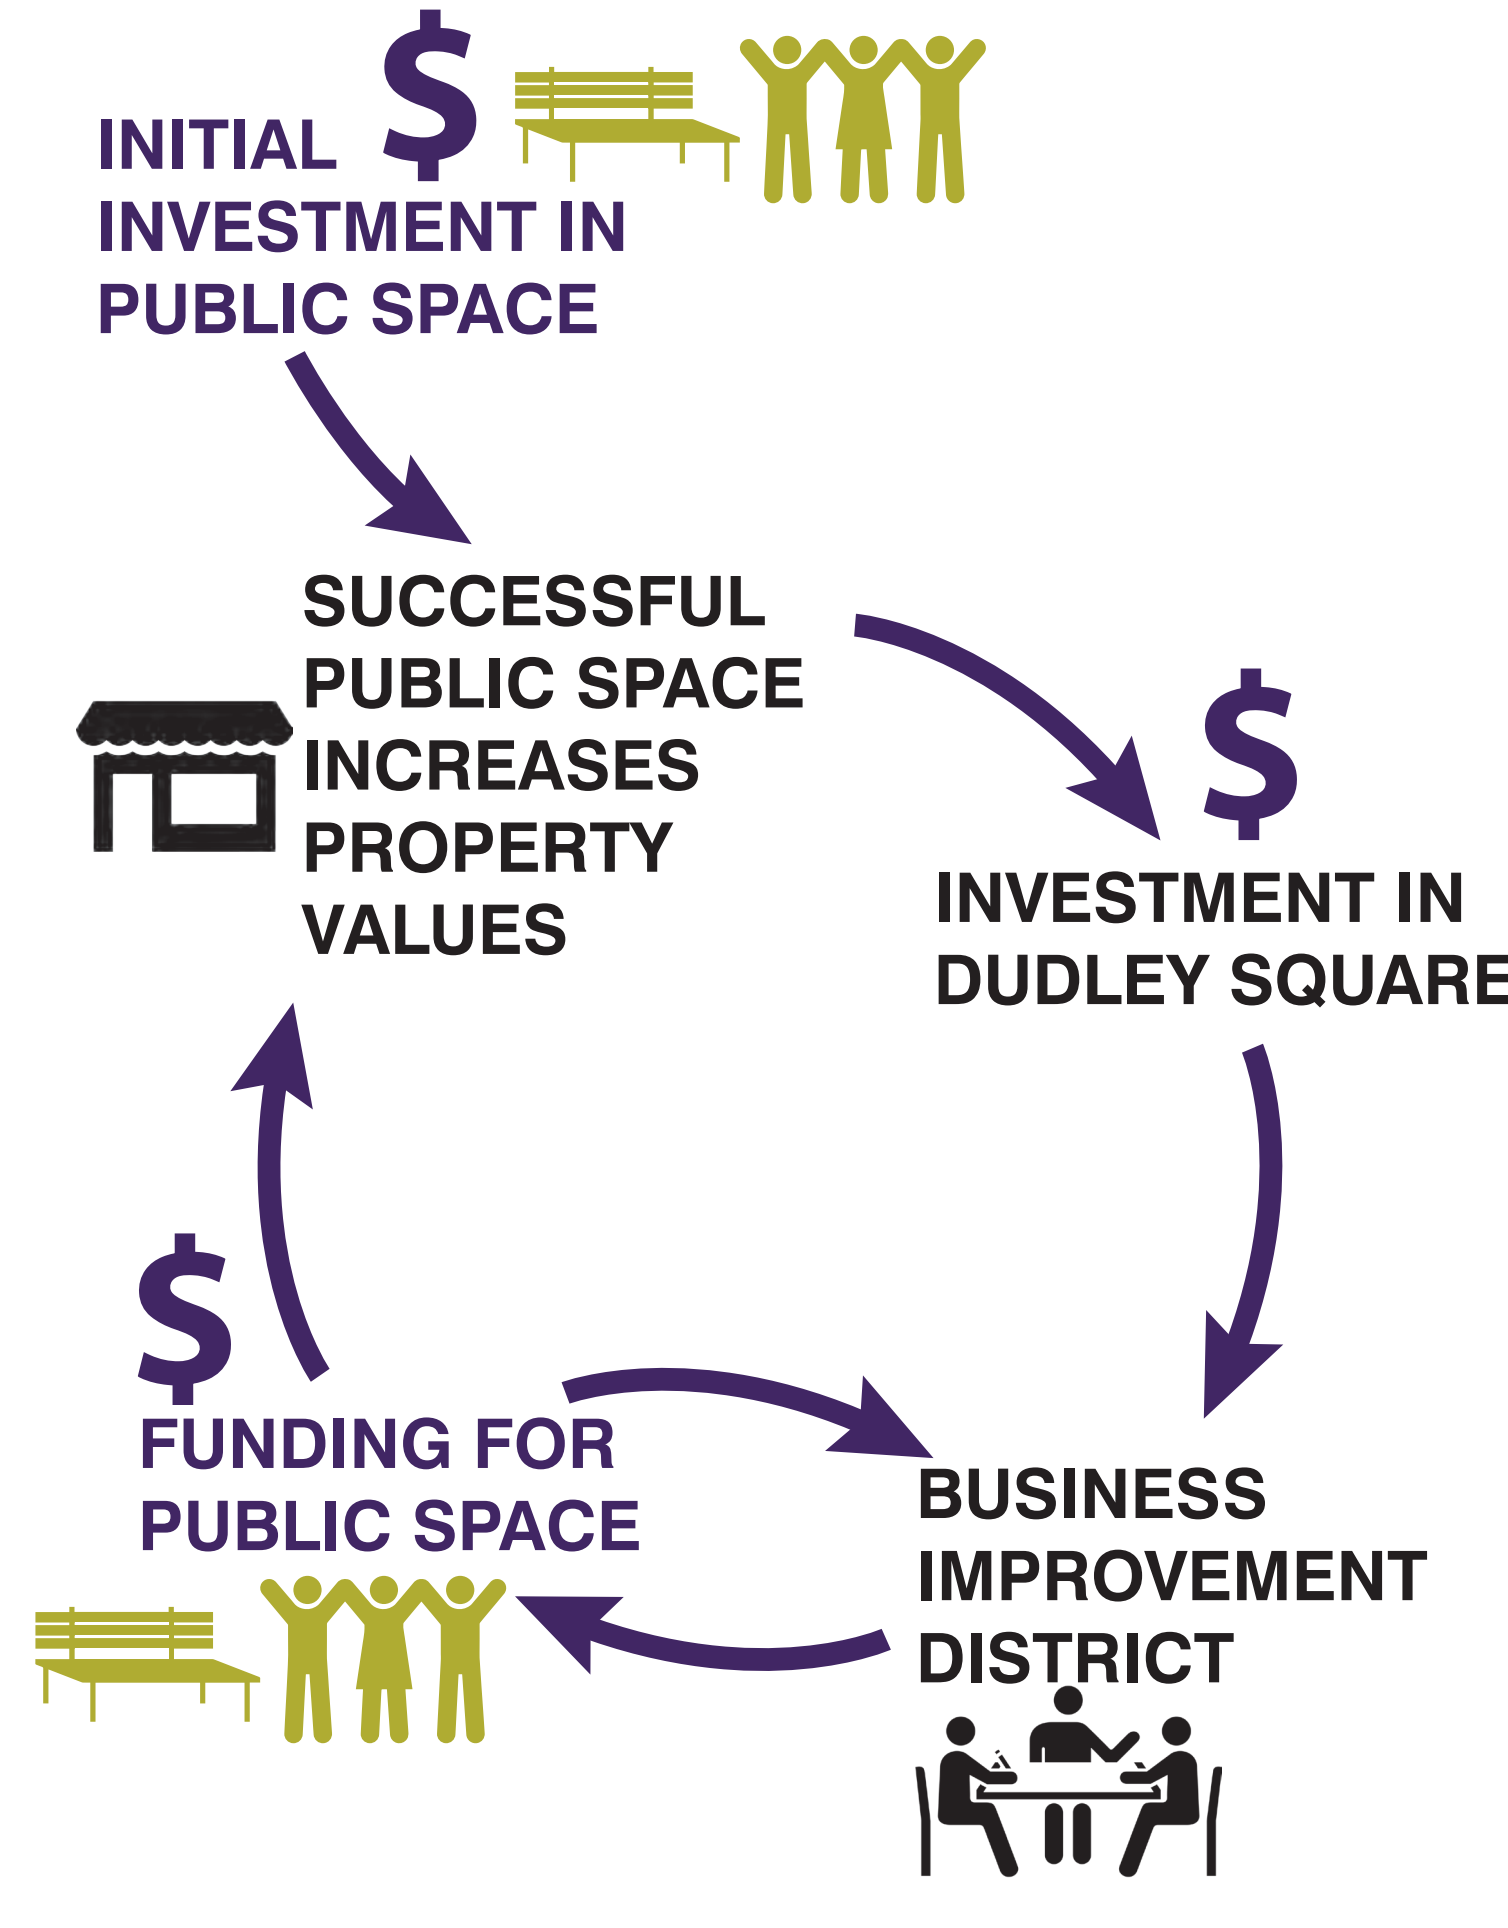 INITIAL $
INVESTMENT IN
PUBLIC SPACE
SUCCESSFUL
PUBLIC SPACE
INCREASES
PROPERTY
VALUES
$
INVESTMENT IN
DUDLEY SQUARE
$
FUNDING FOR
PUBLIC SPACE
BUSINESS
IMPROVEMENT
DISTRICT